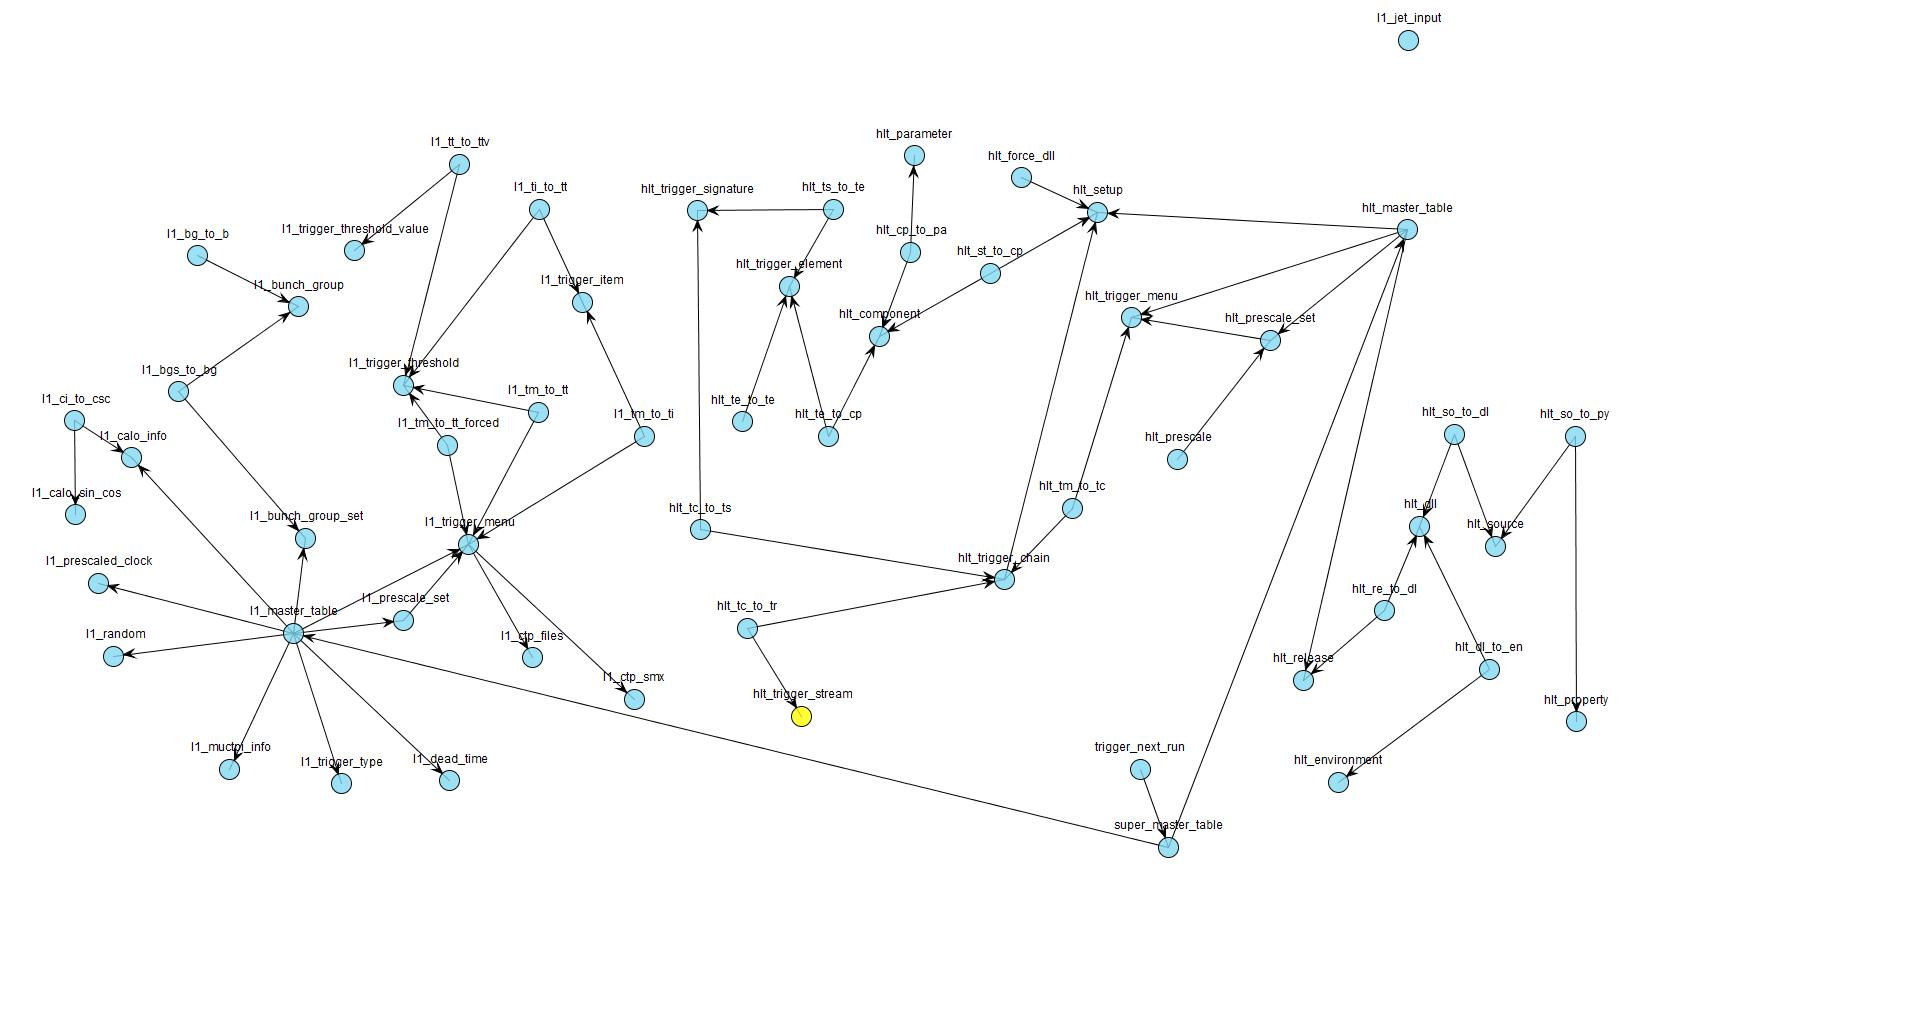 l1_jet_input
hlt_parameter
l1_tt_to_ttv
hlt_force_dll
l1_ti_to_tt
hlt_trigger_signature
hlt_ts_to_te
hlt_setup
hlt_master_table
l1_bg_to_b
l1_trigger_threshold_value
hlt_cp_to_pa
hlt_st_to_cp
hlt_trigger_element
l1_trigger_item
l1_bunch_group
hlt_trigger_menu
hlt_component
hlt_prescale_set
l1_trigger_threshold
l1_bgs_to_bg
l1_tm_to_tt
l1_ci_to_csc
hlt_te_to_te
hlt_te_to_cp
l1_tm_to_ti
hlt_so_to_dl
hlt_so_to_py
l1_tm_to_tt_forced
l1_calo_info
hlt_prescale
l1_calo_sin_cos
hlt_tm_to_tc
hlt_tc_to_ts
hlt_dll
l1_bunch_group_set
l1_trigger_menu
hlt_source
l1_prescaled_clock
hlt_trigger_chain
hlt_re_to_dl
l1_prescale_set
hlt_tc_to_tr
l1_master_table
l1_random
l1_ctp_files
hlt_dl_to_en
hlt_release
l1_ctp_smx
hlt_trigger_stream
hlt_property
l1_muctpi_info
trigger_next_run
l1_trigger_type
l1_dead_time
hlt_environment
super_master_table